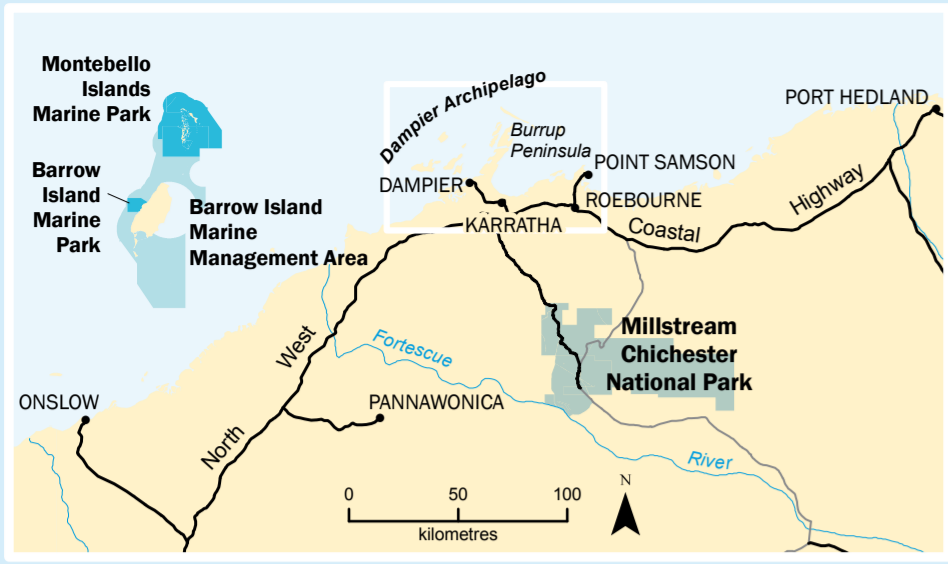 Montebello
Islands
Marine Park
Dampier Archipelago
Burrup
Peninsula
PORT HEDLAND
Barrow
Island
Marine
Park
DAMPIER
POINT SAMSON
ROEBOURNE
Barrow Island
Marine
Management Area
KARRATHA
Coastal
Highway
West
Fortescue
Millstream
Chichester
National Park
ONSLOW
PANNAWONICA
North
River
0 50 100
kilometres
N